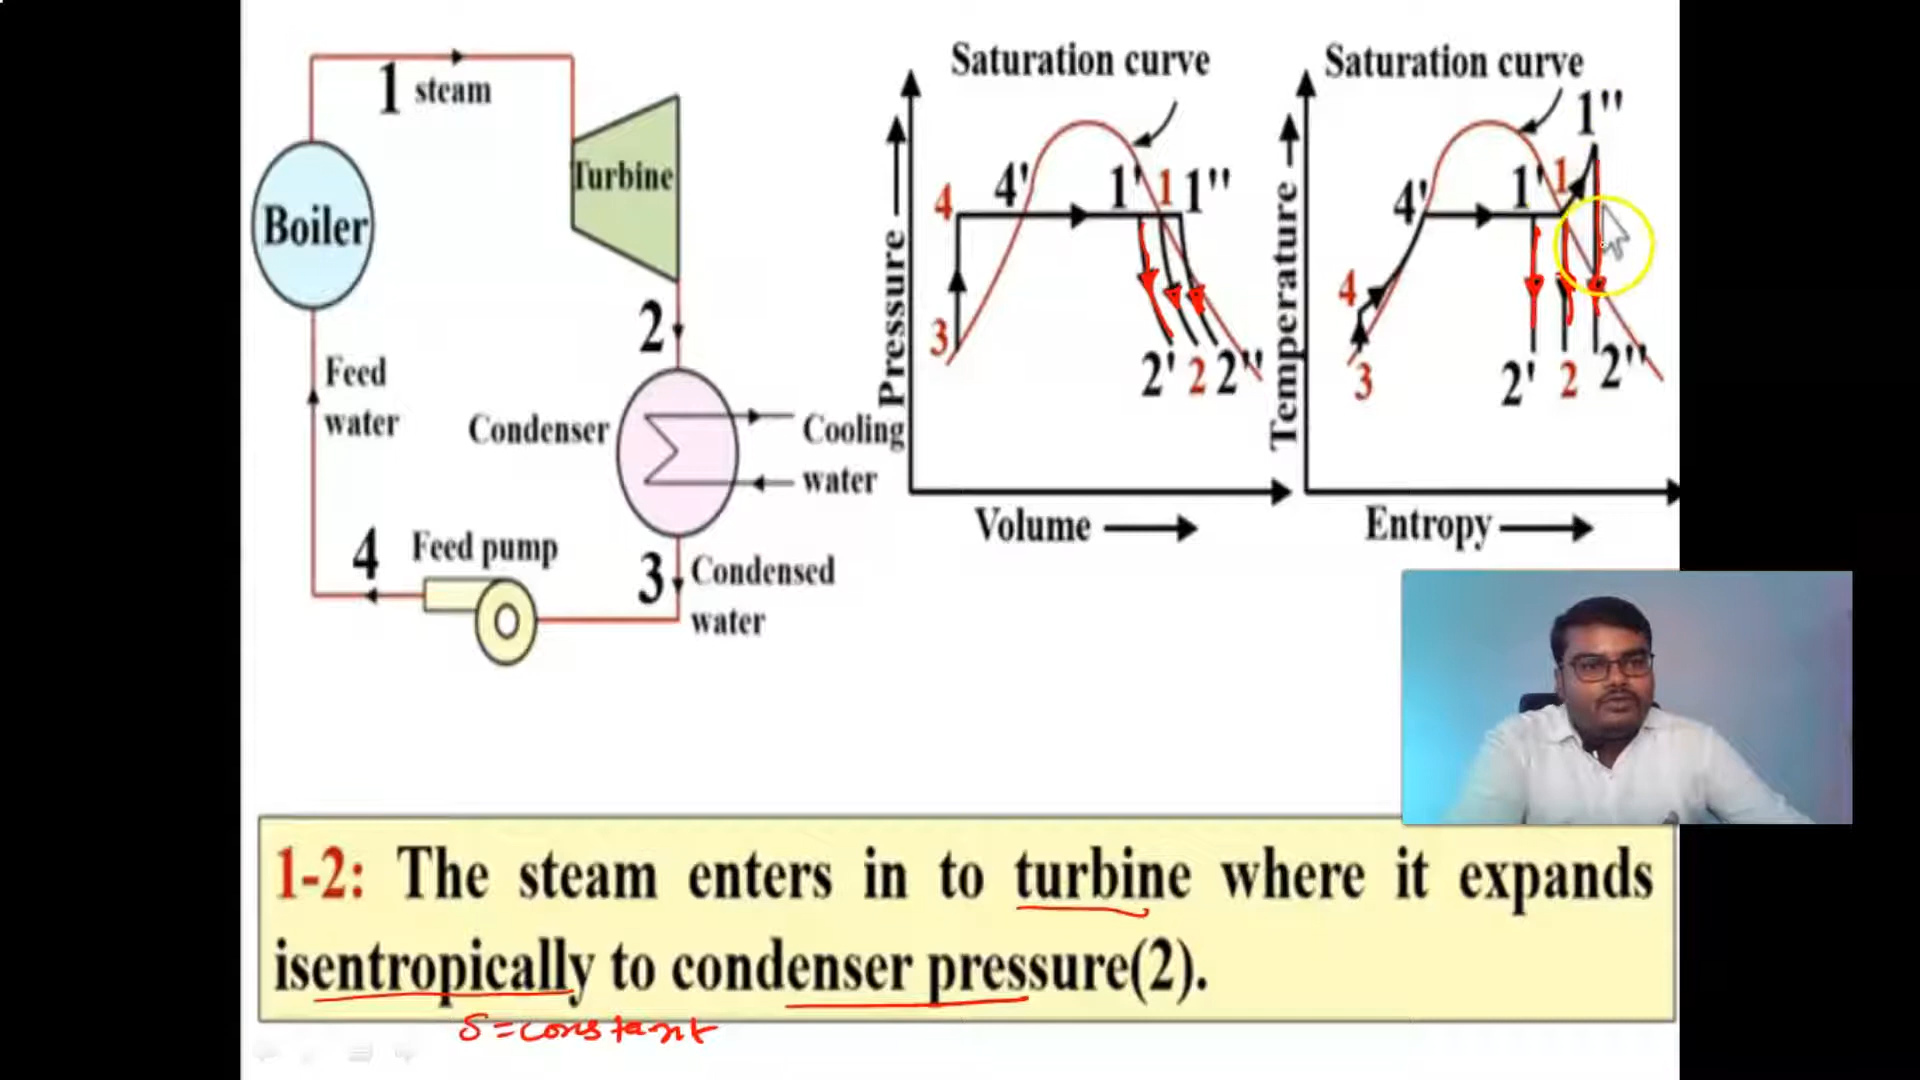 1 steam
Boiler
Turbine
2
Feed
water
Condenser
Cooling
water
4
Feed pump
3
Condensed
water
Saturation curve
Pressure
4 4' 1' 1 1''
3
2' 2 2''
Volume
Saturation curve
Temperature
1''
4' 1' 1
4
3 2' 2 2''
Entropy
1-2: The steam enters in to turbine where it expands
isentropically to condenser pressure(2).
S=constant